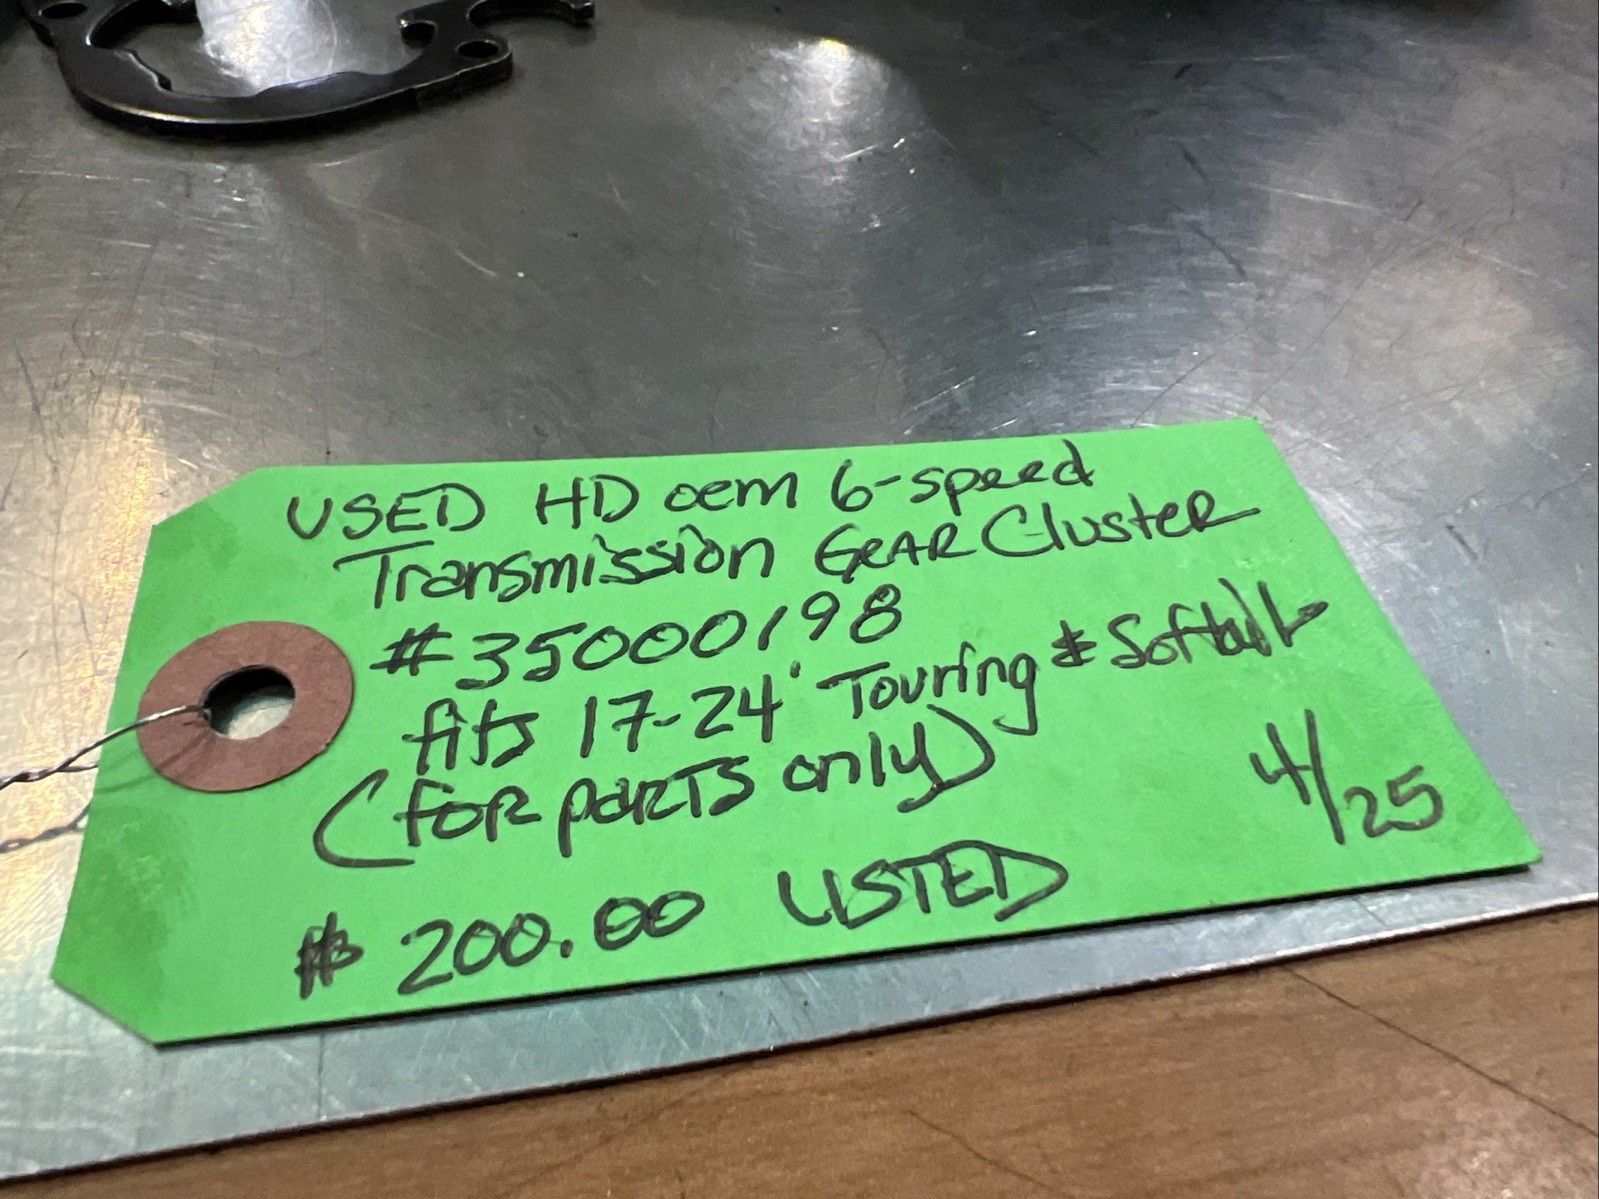 USED HD oem 6-speed
Transmission GEAR Cluster
#35000198
fits 17-24' Touring & Softail
(for parts only)
4/25
$200.00 LISTED